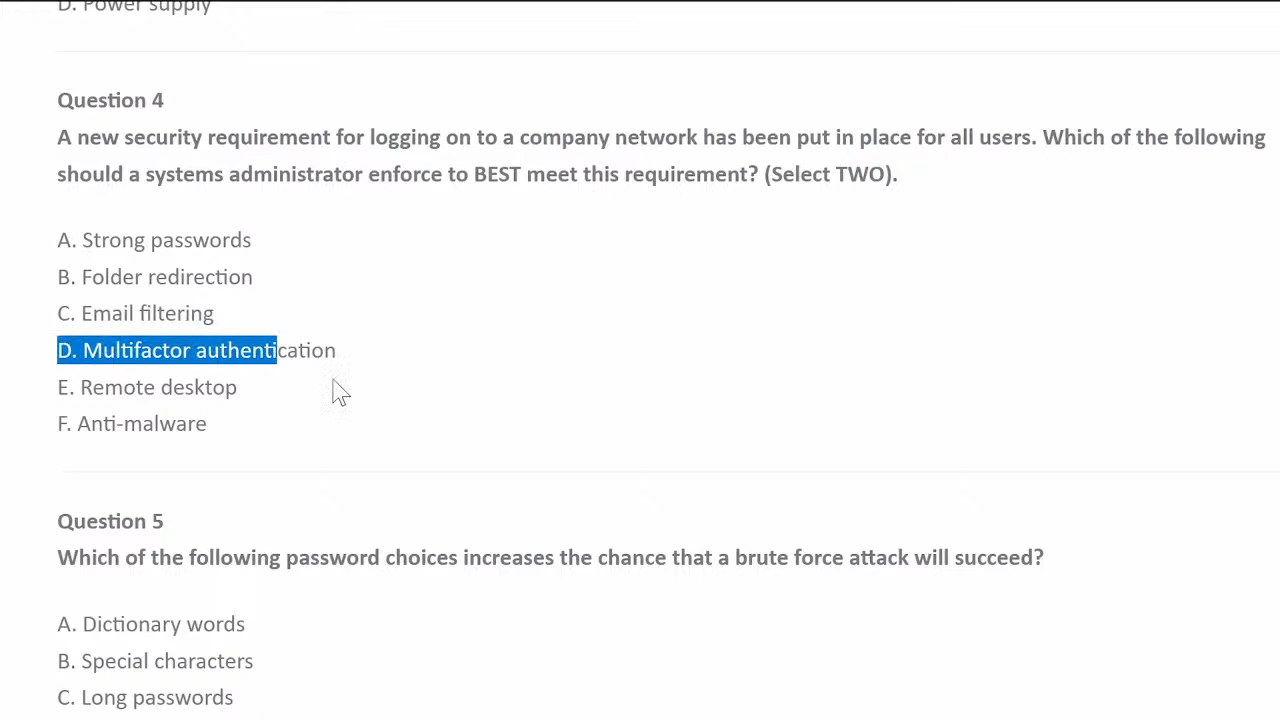 D. Power supply
Question 4
A new security requirement for logging on to a company network has been put in place for all users. Which of the following
should a systems administrator enforce to BEST meet this requirement? (Select TWO).
A. Strong passwords
B. Folder redirection
C. Email filtering
D. Multifactor authentication
E. Remote desktop
F. Anti-malware
Question 5
Which of the following password choices increases the chance that a brute force attack will succeed?
A. Dictionary words
B. Special characters
C. Long passwords